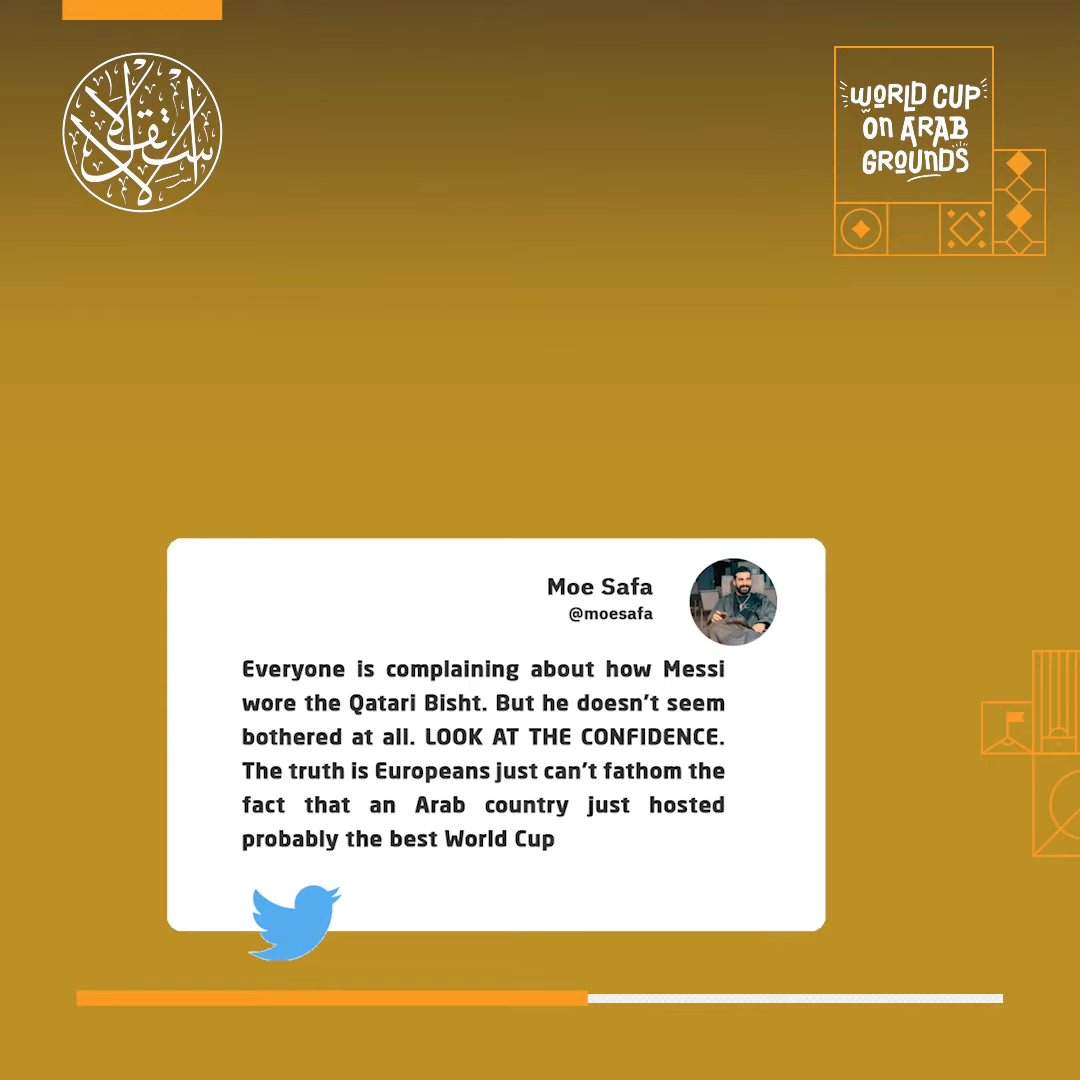 الاستقلال
WORLD CUP
on ARAB
GROUNDS
Moe Safa
@moesafa
Everyone is complaining about how Messi
wore the Qatari Bisht. But he doesn't seem
bothered at all. LOOK AT THE CONFIDENCE.
The truth is Europeans just can't fathom the
fact that an Arab country just hosted
probably the best World Cup